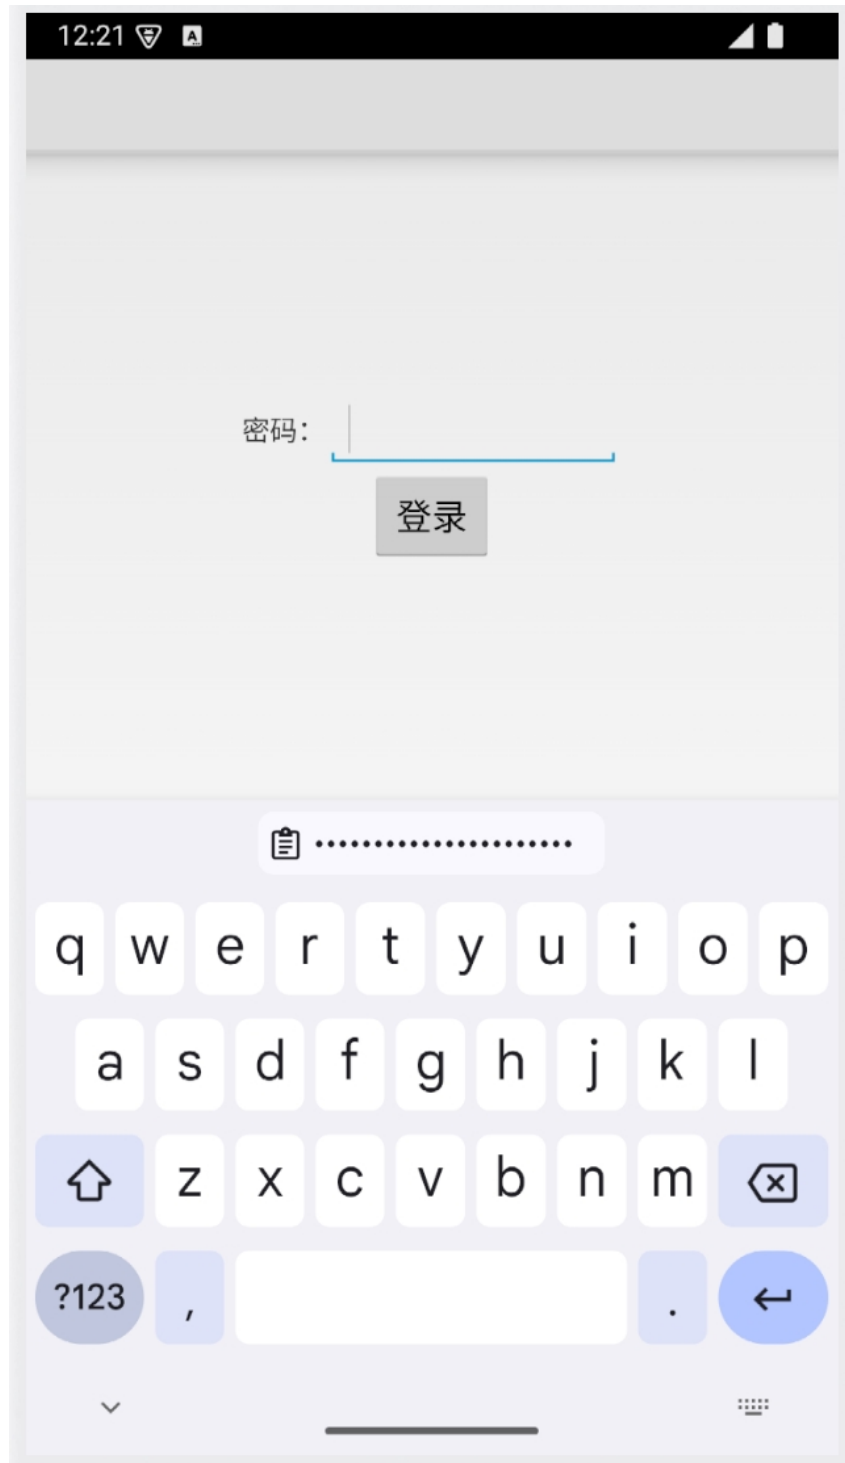 12:21
密码：
登录
••••••••••••••••••••••
q w e r t y u i o p
a s d f g h j k l
z x c v b n m
?123 , .